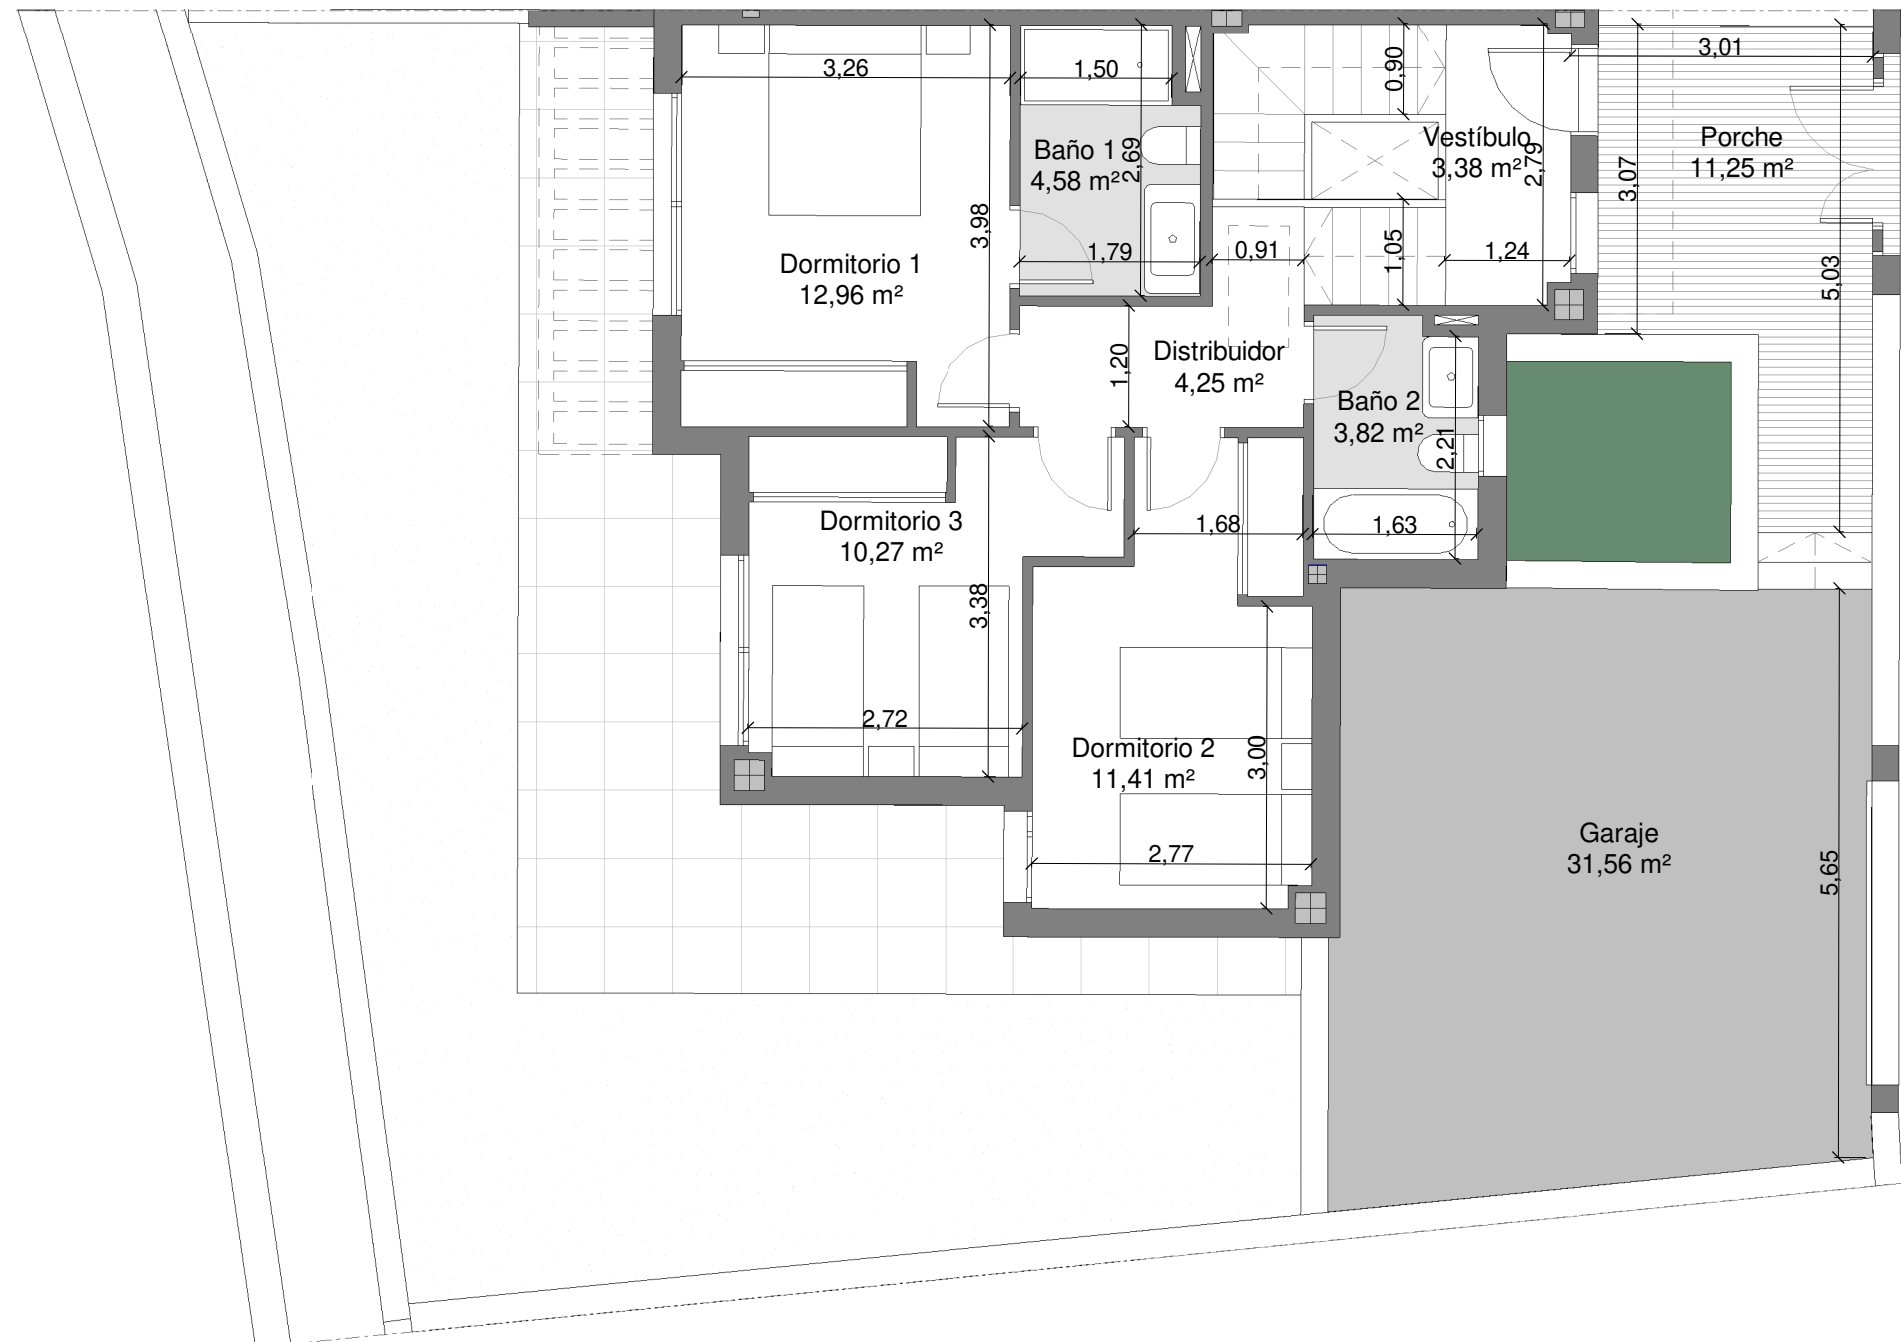 3,26
1,50
0,90
3,01
Baño 1
4,58 m²
2,69
Vestíbulo
3,38 m²
2,79
Porche
11,25 m²
3,07
3,98
Dormitorio 1
12,96 m²
1,79
0,91
1,05
1,24
5,03
1,20
Distribuidor
4,25 m²
Baño 2
3,82 m²
2,21
Dormitorio 3
10,27 m²
1,68
1,63
3,38
2,72
Dormitorio 2
11,41 m²
3,00
2,77
Garaje
31,56 m²
5,65